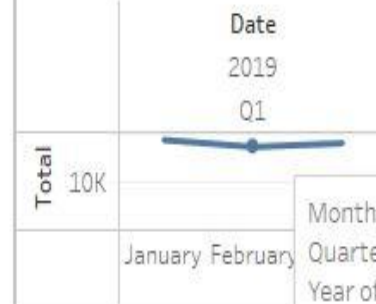 Date
2019
Q1
Total
10K
January February
Month
Quarte
Year of